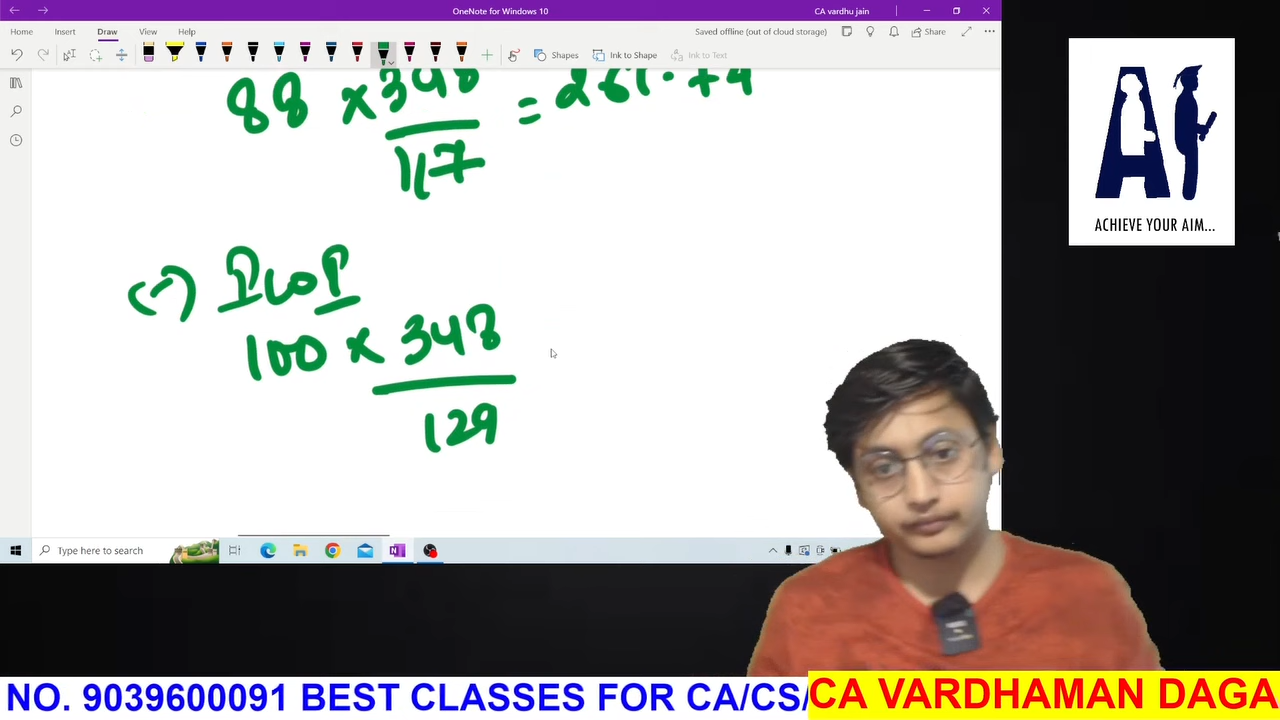 OneNote for Windows 10
CA vardhu jain
Home Insert Draw View Help
Saved offline (out of cloud storage)
Share
Shapes
Ink to Shape
Ink to Text
88 × 348 =
117
(-) ICoP
100 × 348
129
Type here to search
ACHIEVE YOUR AIM...
NO. 9039600091 BEST CLASSES FOR CA/CS/
CA VARDHAMAN DAGA